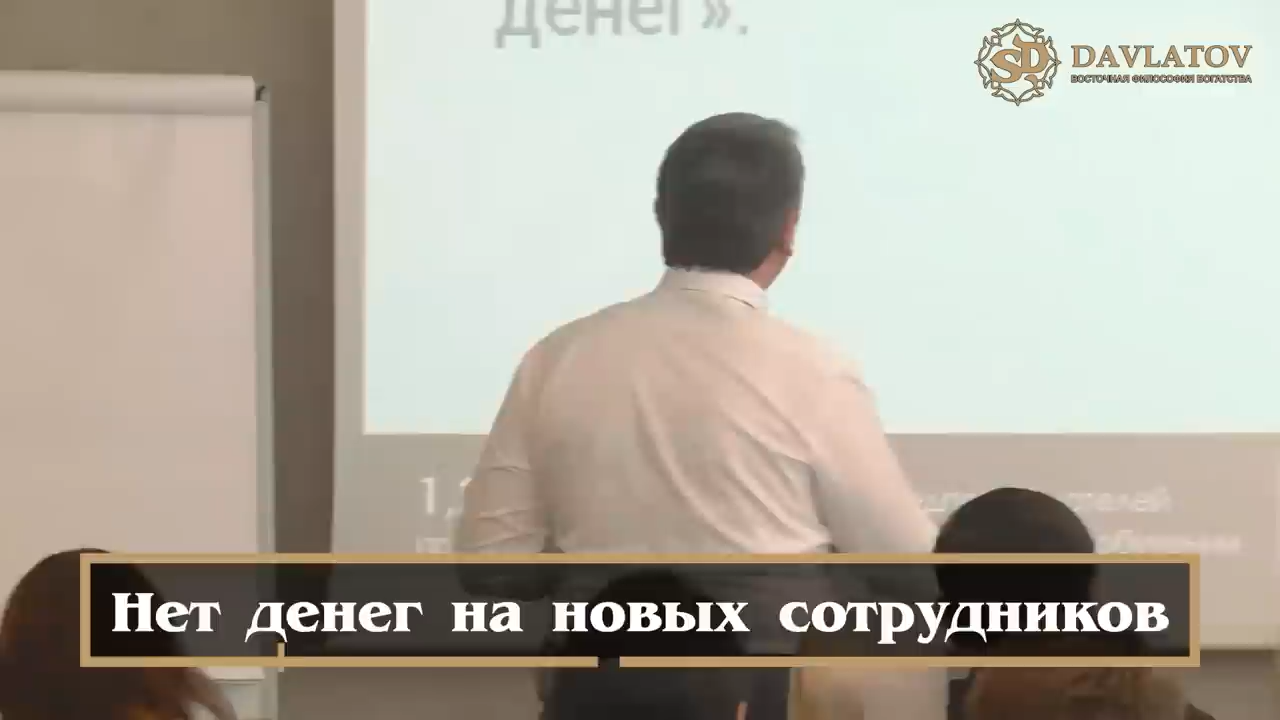 денег».
DAVLATOV
ВОСТОЧНАЯ ФИЛОСОФИЯ БОГАТСТВА
Нет денег на новых сотрудников